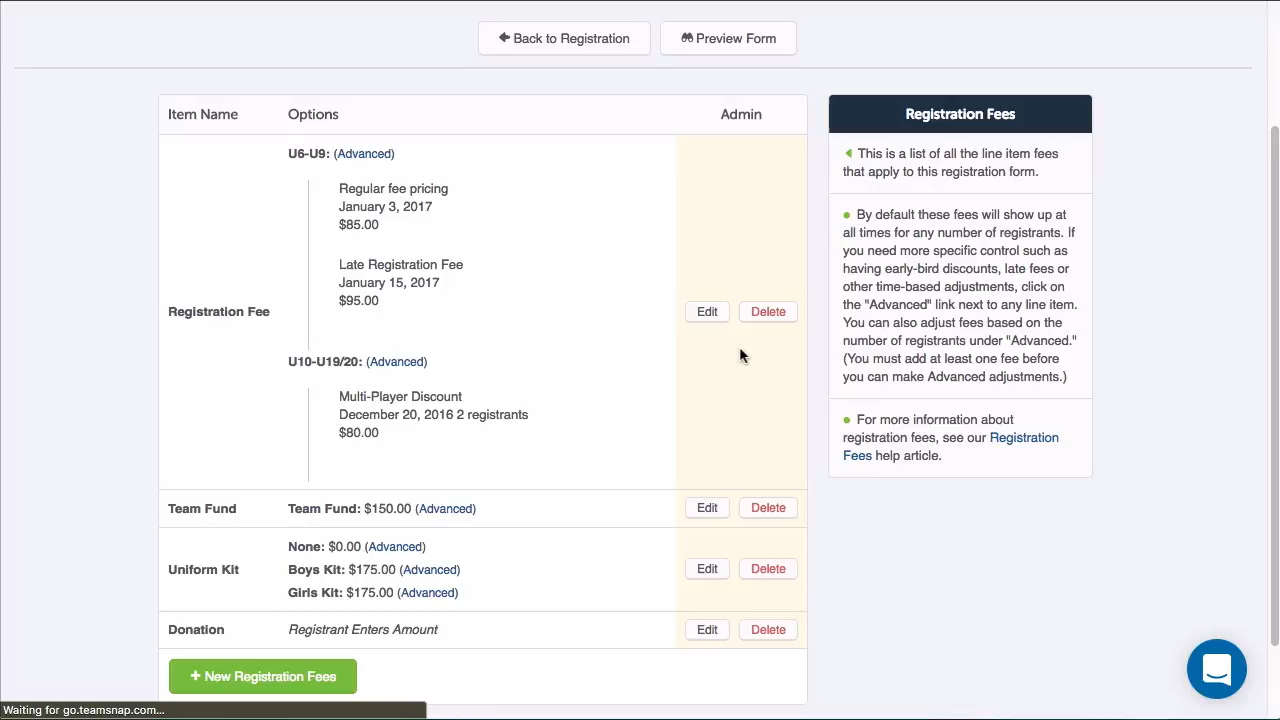 Back to Registration
Preview Form
Item Name Options Admin
U6-U9: (Advanced)
Regular fee pricing
January 3, 2017
$85.00
Late Registration Fee
January 15, 2017
$95.00
Registration Fee
Edit Delete
U10-U19/20: (Advanced)
Multi-Player Discount
December 20, 2016 2 registrants
$80.00
Team Fund Team Fund: $150.00 (Advanced) Edit Delete
None: $0.00 (Advanced)
Uniform Kit Boys Kit: $175.00 (Advanced) Edit Delete
Girls Kit: $175.00 (Advanced)
Donation Registrant Enters Amount Edit Delete
+ New Registration Fees
Registration Fees
This is a list of all the line item fees
that apply to this registration form.
By default these fees will show up at
all times for any number of registrants. If
you need more specific control such as
having early-bird discounts, late fees or
other time-based adjustments, click on
the "Advanced" link next to any line item.
You can also adjust fees based on the
number of registrants under "Advanced."
(You must add at least one fee before
you can make Advanced adjustments.)
For more information about
registration fees, see our Registration
Fees help article.
Waiting for go.teamsnap.com...